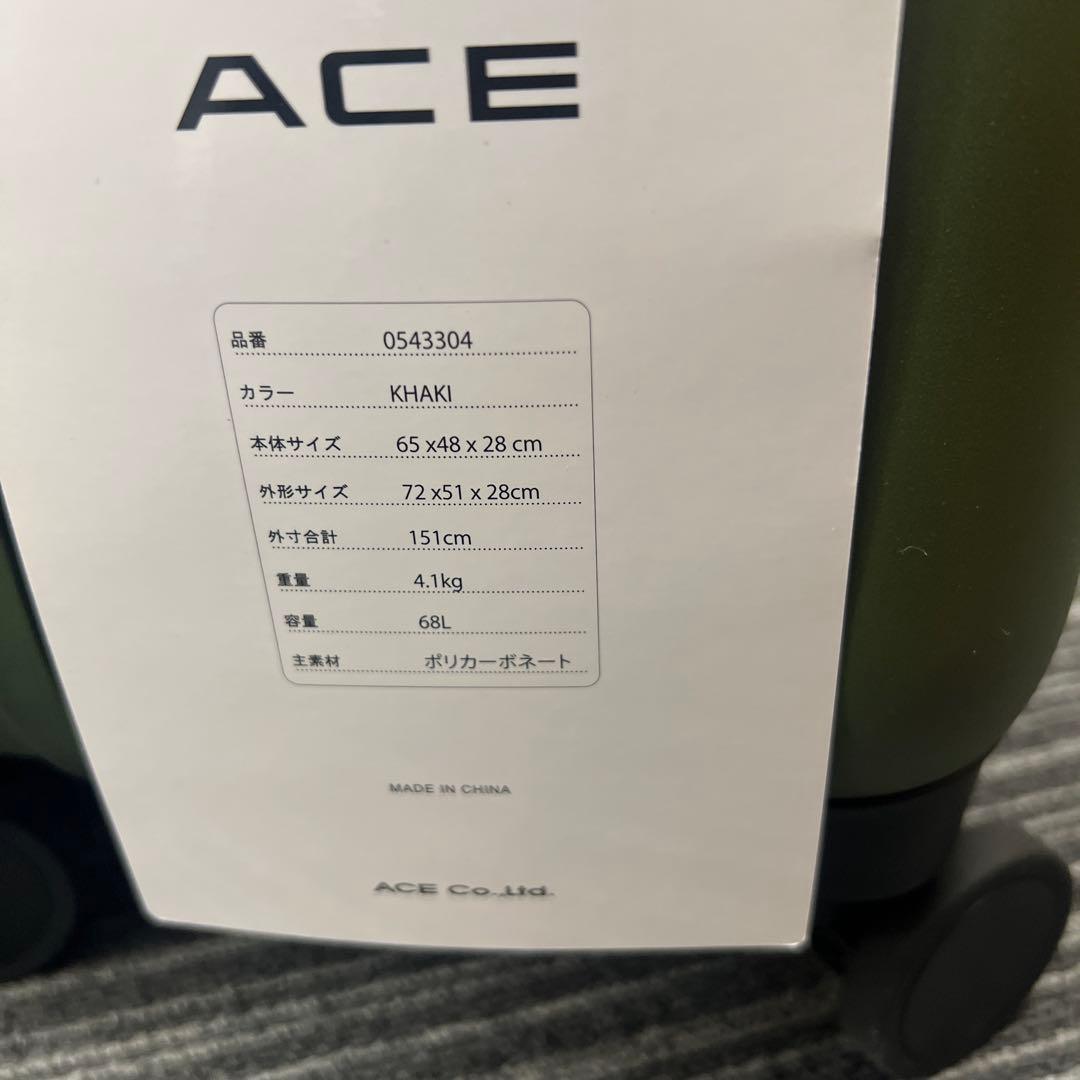 ACE
品番 0543304
カラー KHAKI
本体サイズ 65 x48 x 28 cm
外形サイズ 72 x51 x 28cm
外寸合計 151cm
重量 4.1kg
容量 68L
主素材 ポリカーボネート
MADE IN CHINA
ACE Co.,Ltd.